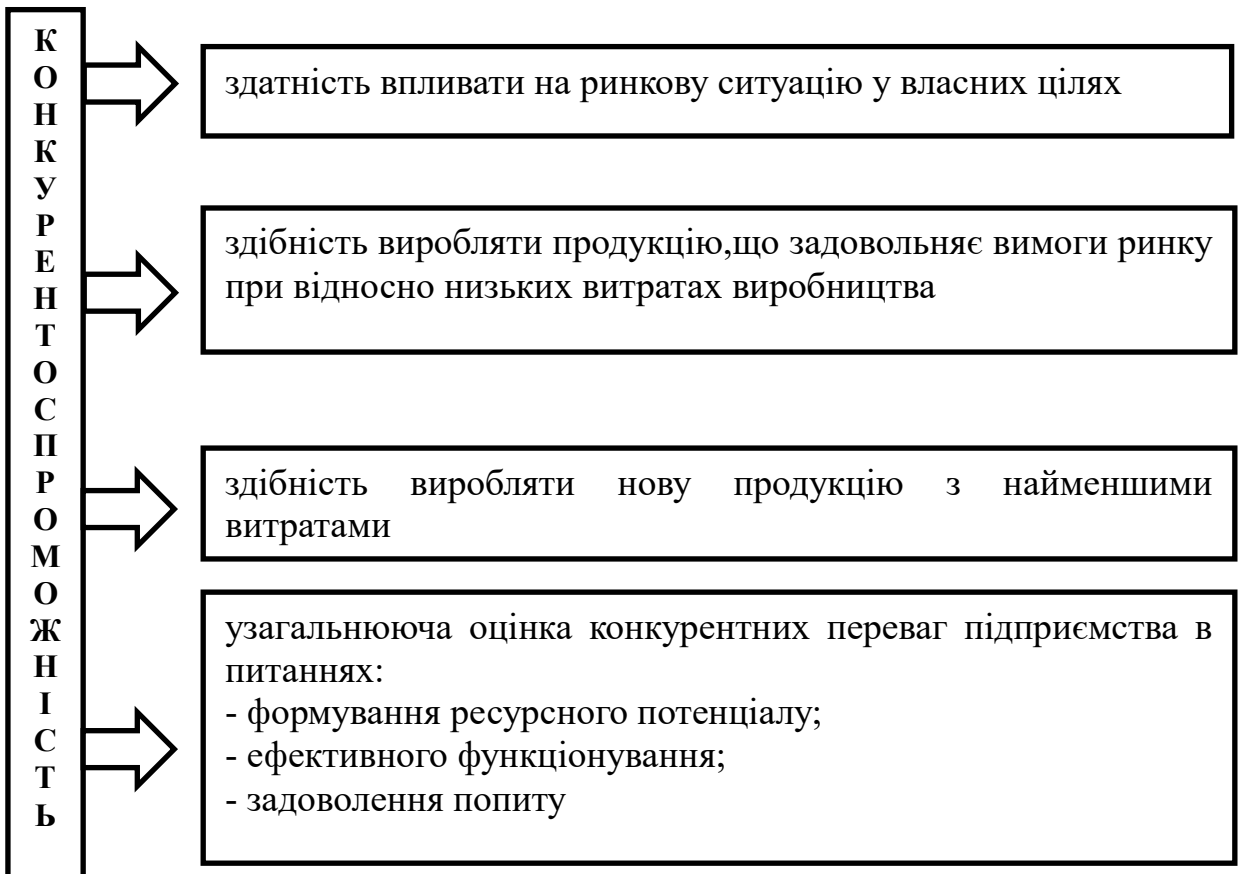 КОНКУРЕНТОСПРОМОЖНІСТЬ
здатність впливати на ринкову ситуацію у власних цілях
здібність виробляти продукцію,що задовольняє вимоги ринку
при відносно низьких витратах виробництва
здібність виробляти нову продукцію з найменшими
витратами
узагальнююча оцінка конкурентних переваг підприємства в
питаннях:
- формування ресурсного потенціалу;
- ефективного функціонування;
- задоволення попиту